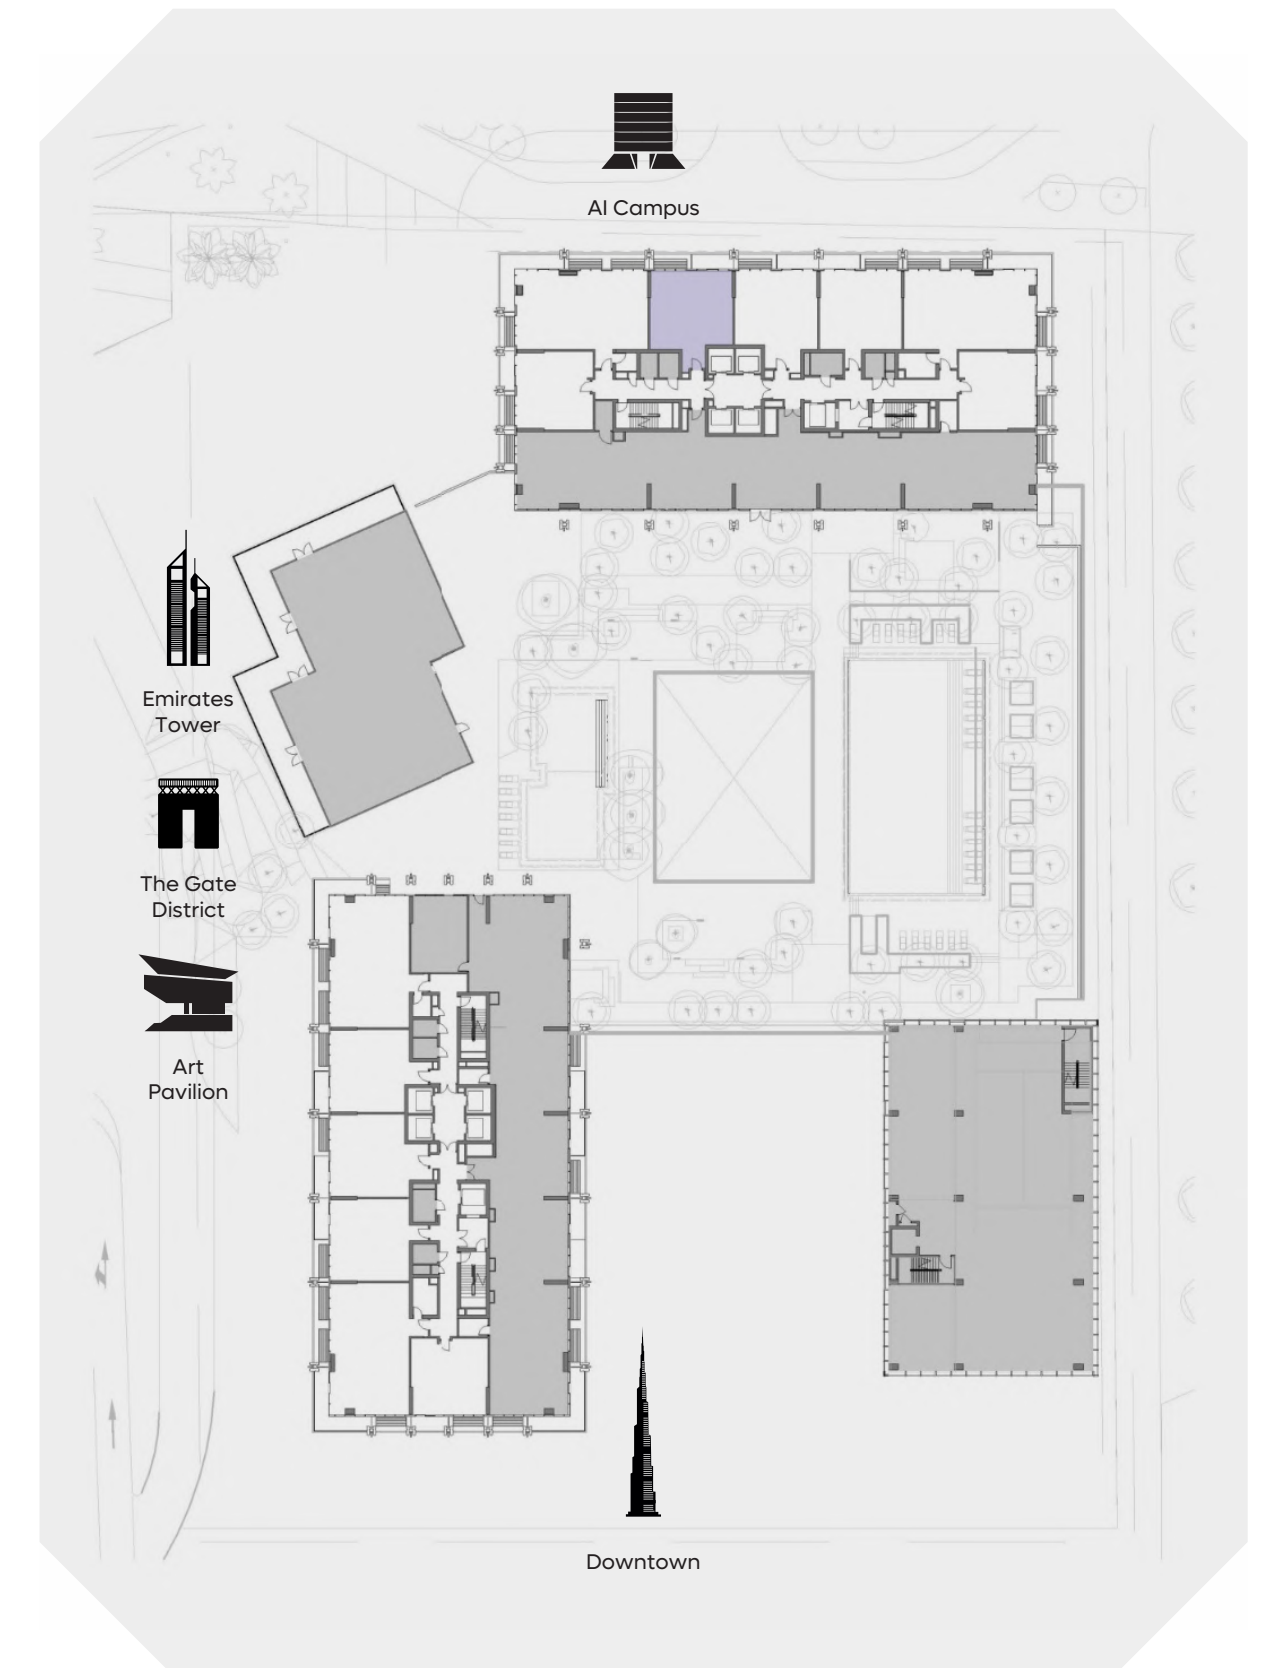 AI Campus
Emirates
Tower
The Gate
District
Art
Pavilion
Downtown